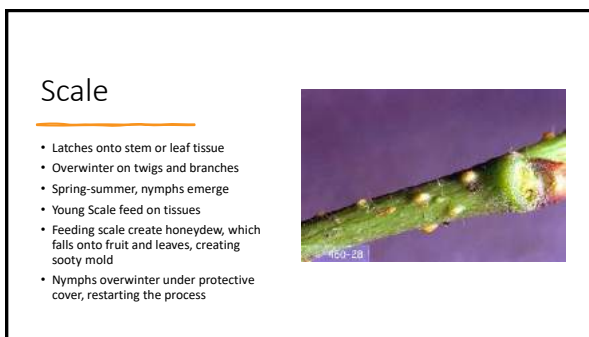 Scale
• Latches onto stem or leaf tissue
• Overwinter on twigs and branches
• Spring-summer, nymphs emerge
• Young Scale feed on tissues
• Feeding scale create honeydew, which
falls onto fruit and leaves, creating
sooty mold
• Nymphs overwinter under protective
cover, restarting the process
460-28